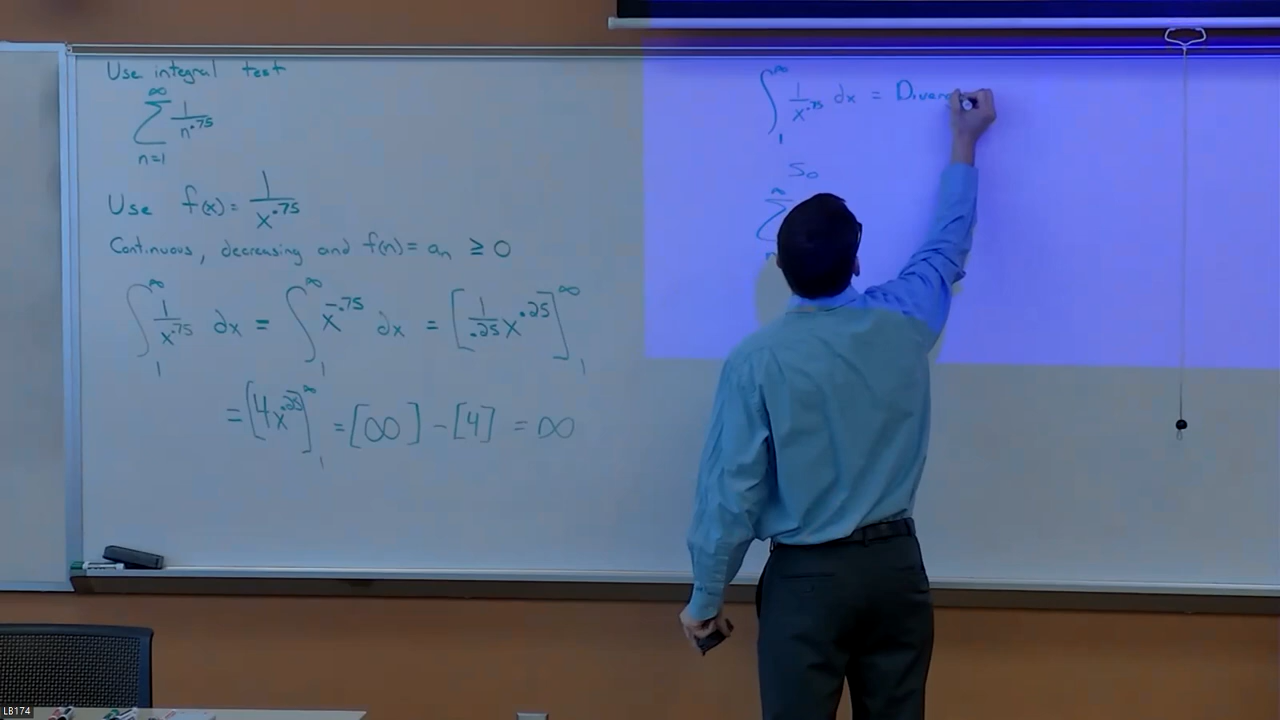 Use integral test
∞
Σ 1/n^.75
n=1
Use f(x) = 1/x^.75
Continuous, decreasing and f(n) = aₙ ≥ 0
∫₁^∞ 1/x^.75 dx = ∫₁^∞ x^-.75 dx = [1/.25 x^.25]₁^∞
= [4x^.25]₁^∞ = [∞] - [4] = ∞
∫₁^∞ 1/x^.75 dx = Diver
So
Σ
LB174